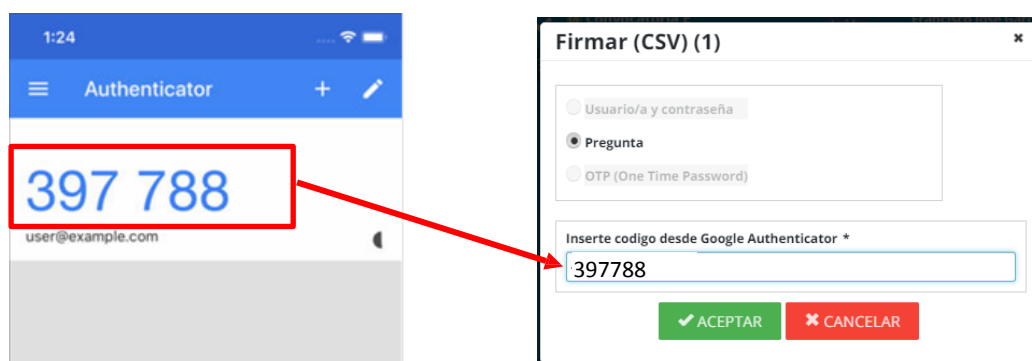 1:24
Authenticator
397 788
user@example.com
Firmar (CSV) (1)
Usuario/a y contraseña
Pregunta
OTP (One Time Password)
Inserte codigo desde Google Authenticator *
397788
ACEPTAR
CANCELAR